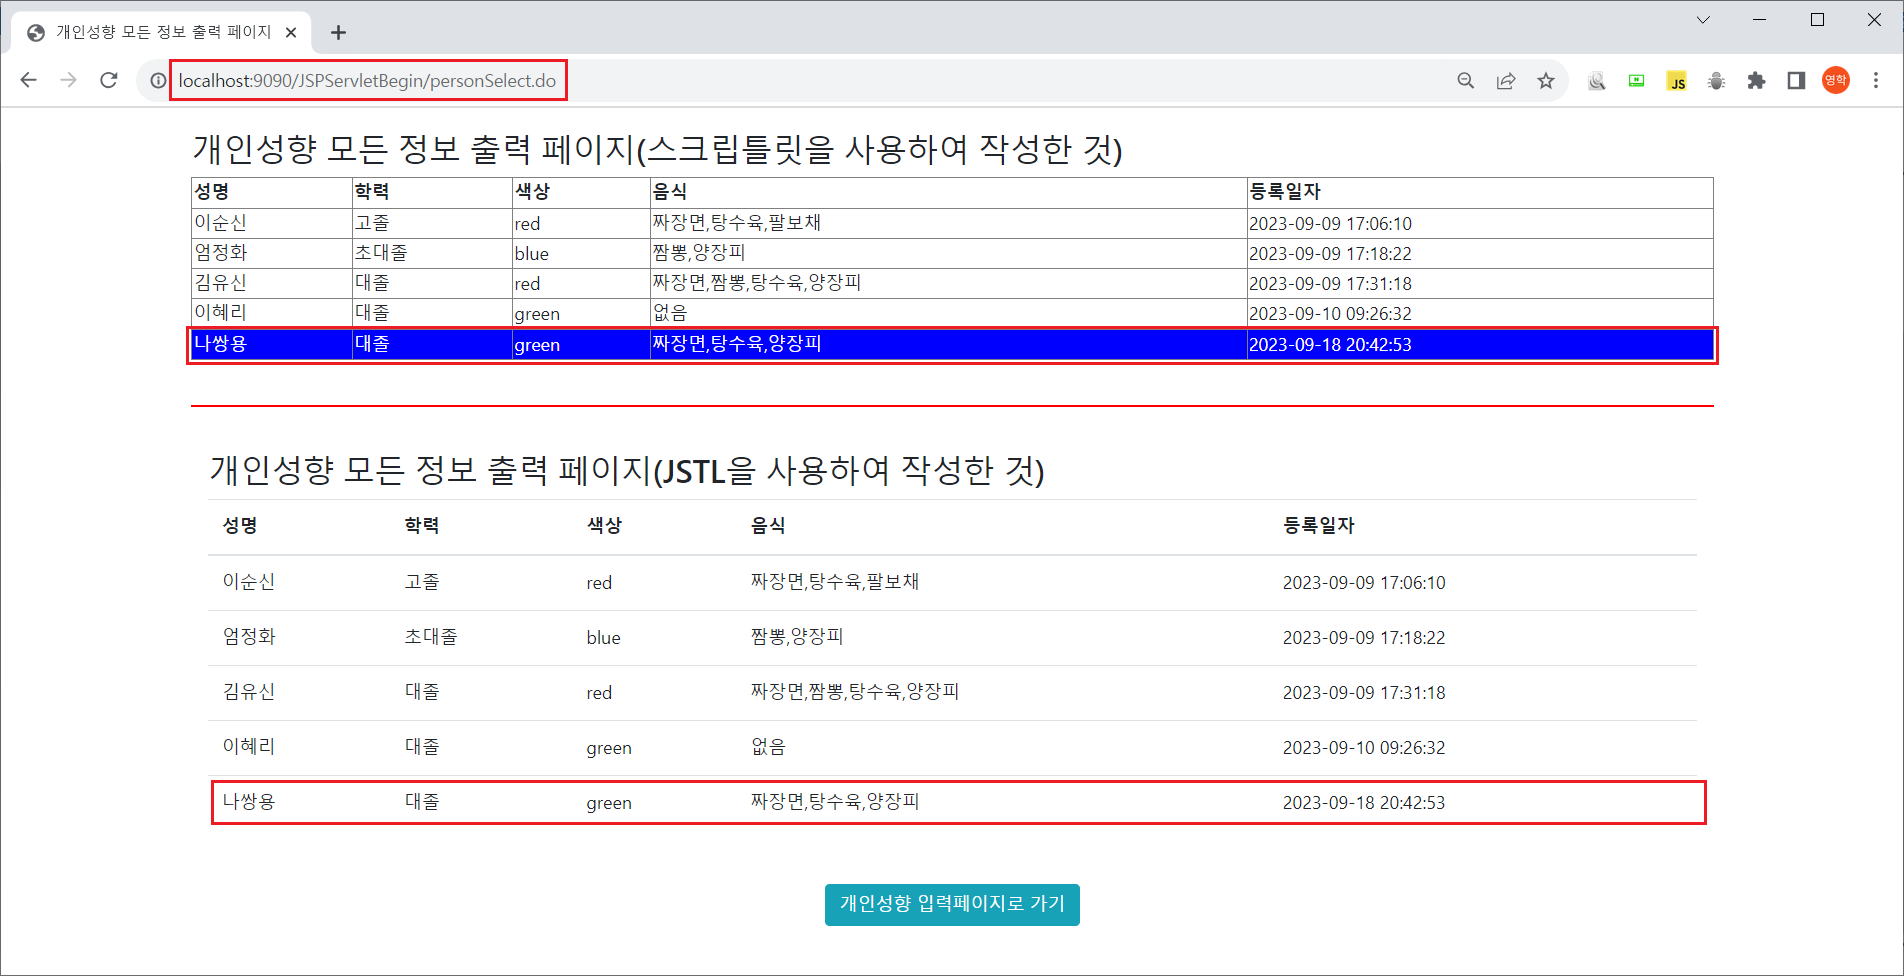 개인성향 모든 정보 출력 페이지
localhost:9090/JSPServletBegin/personSelect.do
JS
영학
개인성향 모든 정보 출력 페이지(스크립틀릿을 사용하여 작성한 것)
성명 학력 색상 음식 등록일자
이순신 고졸 red 짜장면,탕수육,팔보채 2023-09-09 17:06:10
엄정화 초대졸 blue 짬뽕,양장피 2023-09-09 17:18:22
김유신 대졸 red 짜장면,짬뽕,탕수육,양장피 2023-09-09 17:31:18
이혜리 대졸 green 없음 2023-09-10 09:26:32
나쌍용 대졸 green 짜장면,탕수육,양장피 2023-09-18 20:42:53
개인성향 모든 정보 출력 페이지(JSTL을 사용하여 작성한 것)
성명 학력 색상 음식 등록일자
이순신 고졸 red 짜장면,탕수육,팔보채 2023-09-09 17:06:10
엄정화 초대졸 blue 짬뽕,양장피 2023-09-09 17:18:22
김유신 대졸 red 짜장면,짬뽕,탕수육,양장피 2023-09-09 17:31:18
이혜리 대졸 green 없음 2023-09-10 09:26:32
나쌍용 대졸 green 짜장면,탕수육,양장피 2023-09-18 20:42:53
개인성향 입력페이지로 가기